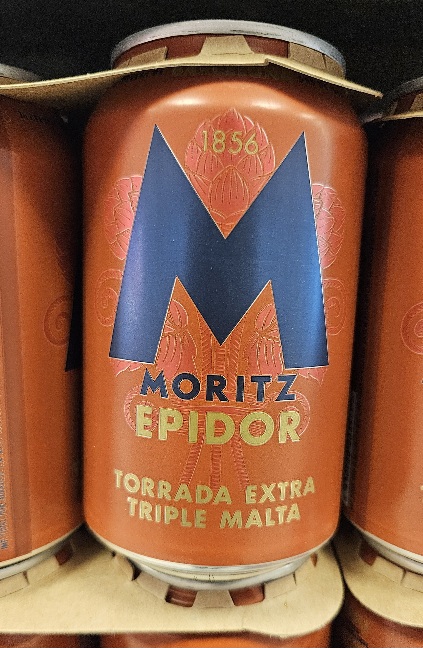 1856
M
MORITZ
EPIDOR
TORRADA EXTRA
TRIPLE MALTA